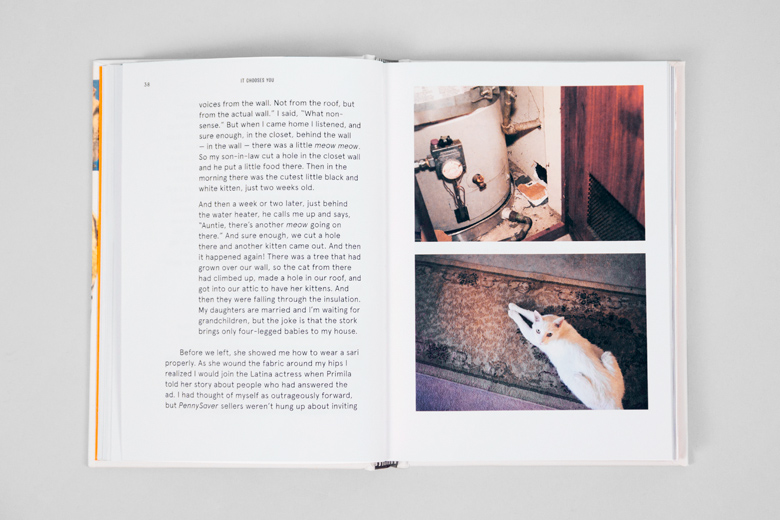 38
IT CHOOSES YOU
voices from the wall. Not from the roof, but
from the actual wall.” I said, “What non-
sense.” But when I came home I listened, and
sure enough, in the closet, behind the wall
— in the wall — there was a little meow meow.
So my son-in-law cut a hole in the closet wall
and he put a little food there. Then in the
morning there was the cutest little black and
white kitten, just two weeks old.
And then a week or two later, just behind
the water heater, he calls me up and says,
“Auntie, there’s another meow going on
there.” And sure enough, we cut a hole
there and another kitten came out. And then
it happened again! There was a tree that had
grown over our wall, so the cat from there
had climbed up, made a hole in our roof, and
got into our attic to have her kittens. And
then they were falling through the insulation.
My daughters are married and I’m waiting for
grandchildren, but the joke is that the stork
brings only four-legged babies to my house.
Before we left, she showed me how to wear a sari
properly. As she wound the fabric around my hips I
realized I would join the Latina actress when Primila
told her story about people who had answered the
ad. I had thought of myself as outrageously forward,
but PennySaver sellers weren’t hung up about inviting